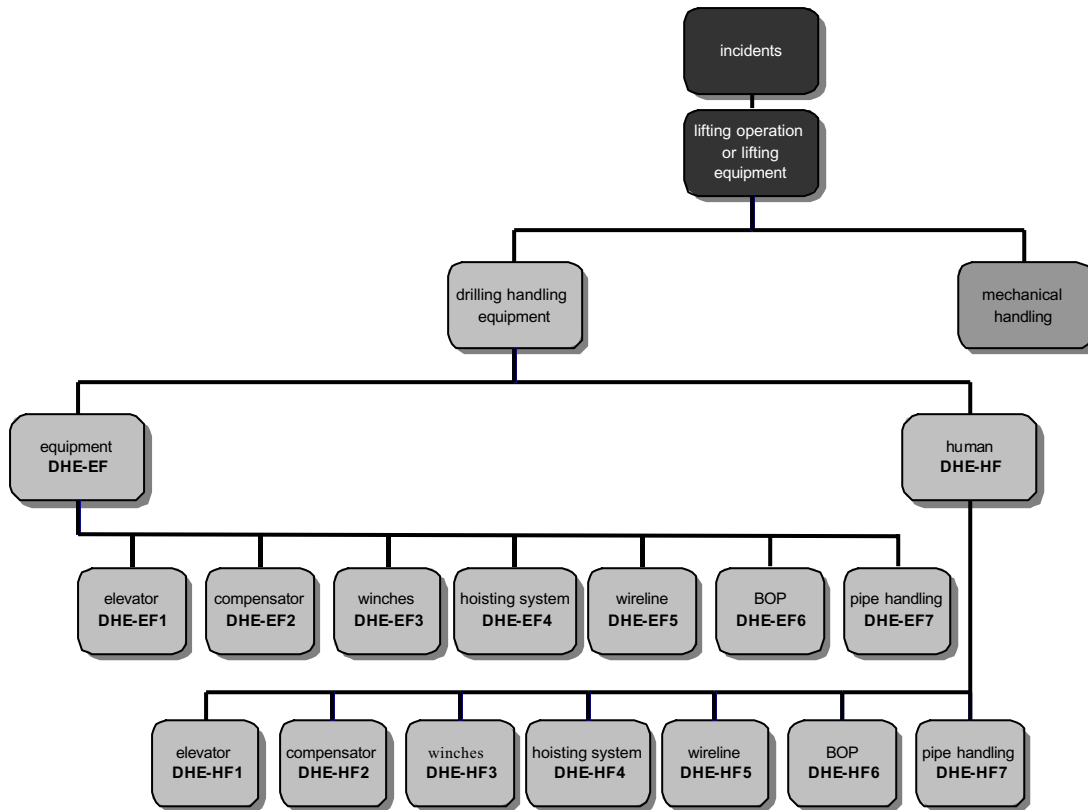 incidents
lifting operation
or lifting
equipment
drilling handling
equipment
mechanical
handling
equipment
DHE-EF
human
DHE-HF
elevator
DHE-EF1
compensator
DHE-EF2
winches
DHE-EF3
hoisting system
DHE-EF4
wireline
DHE-EF5
BOP
DHE-EF6
pipe handling
DHE-EF7
elevator
DHE-HF1
compensator
DHE-HF2
winches
DHE-HF3
hoisting system
DHE-HF4
wireline
DHE-HF5
BOP
DHE-HF6
pipe handling
DHE-HF7